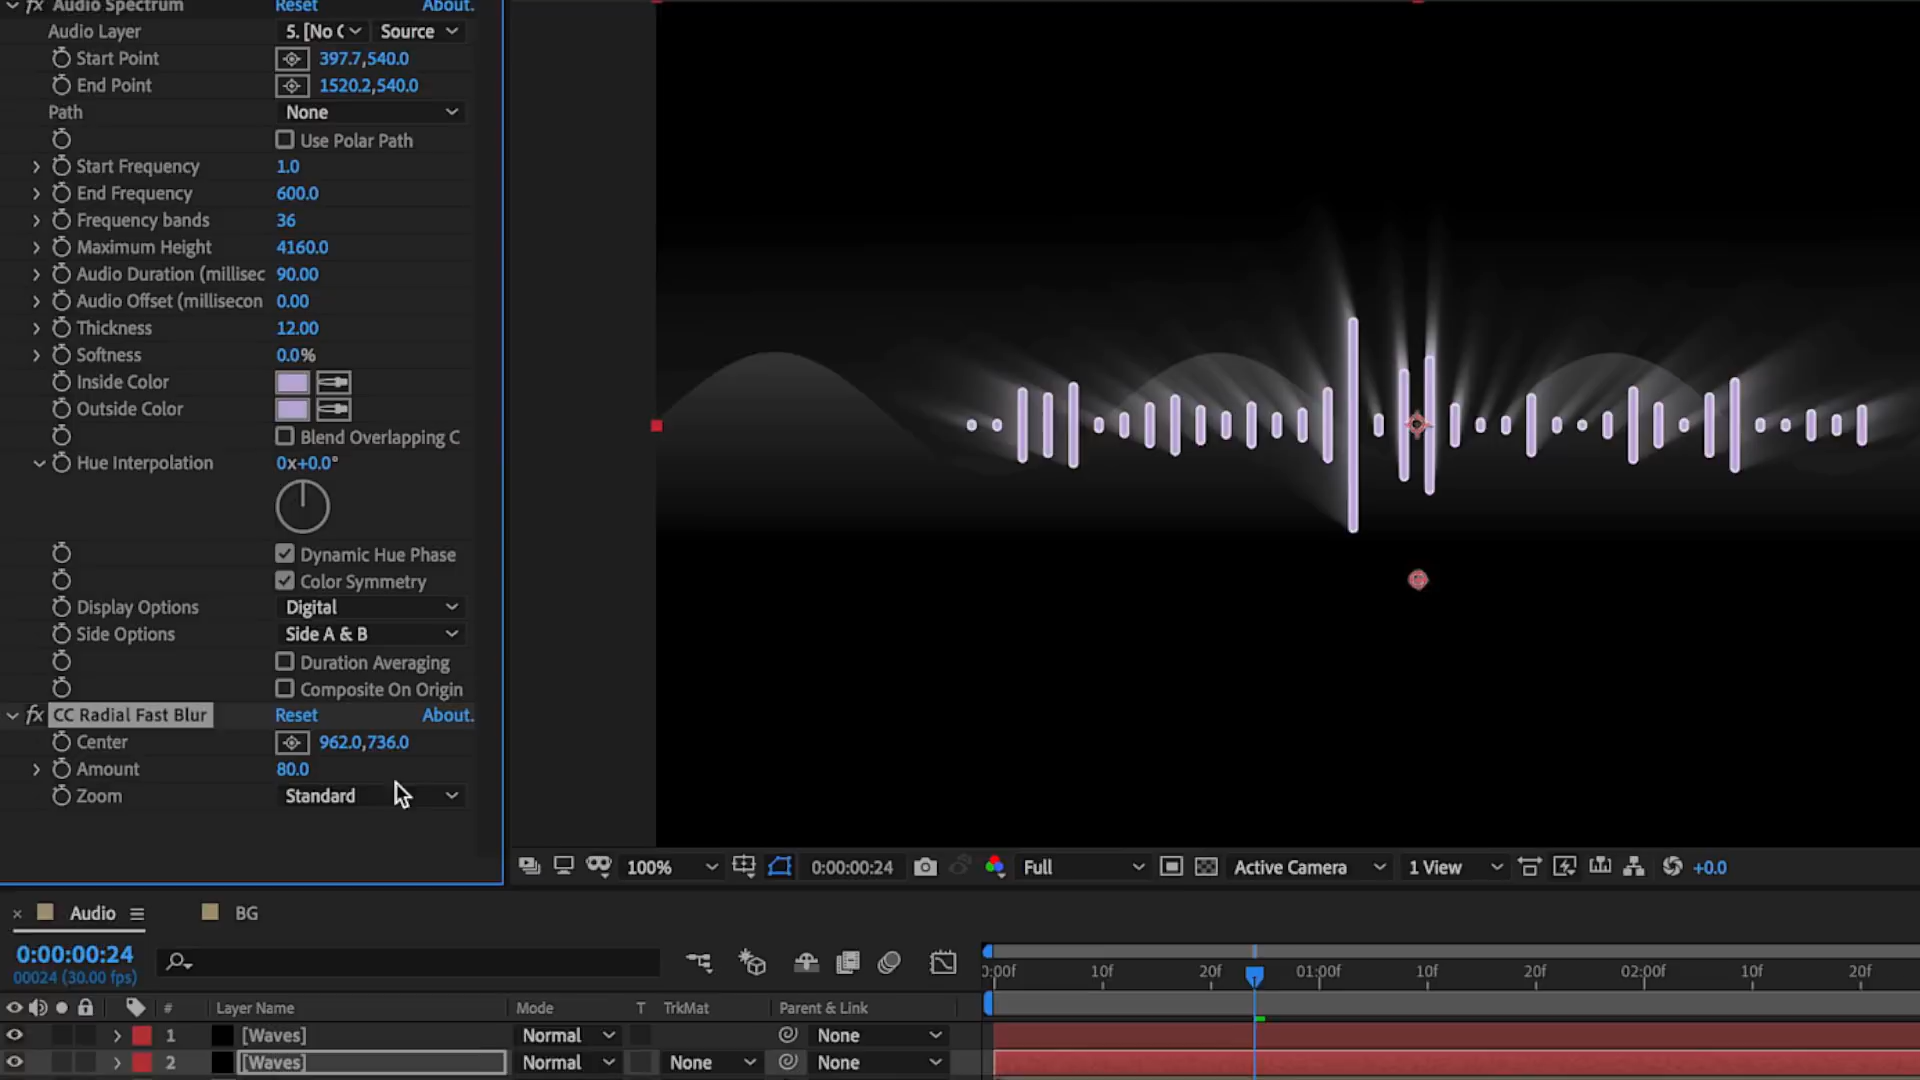 fx Audio Spectrum Reset About.
Audio Layer 5. [No C Source
Start Point 397.7,540.0
End Point 1520.2,540.0
Path None
Use Polar Path
Start Frequency 1.0
End Frequency 600.0
Frequency bands 36
Maximum Height 4160.0
Audio Duration (millisec 90.00
Audio Offset (millisecon 0.00
Thickness 12.00
Softness 0.0%
Inside Color
Outside Color
Blend Overlapping C
Hue Interpolation 0x+0.0°
Dynamic Hue Phase
Color Symmetry
Display Options Digital
Side Options Side A & B
Duration Averaging
Composite On Origin
fx CC Radial Fast Blur Reset About.
Center 962.0,736.0
Amount 80.0
Zoom Standard
100% 0:00:00:24 Full Active Camera 1 View +0.0
× Audio BG
0:00:00:24
00024 (30.00 fps)
:00f 10f 20f 01:00f 10f 20f 02:00f 10f 20f
# Layer Name Mode T TrkMat Parent & Link
1 [Waves] Normal None
2 [Waves] Normal None None